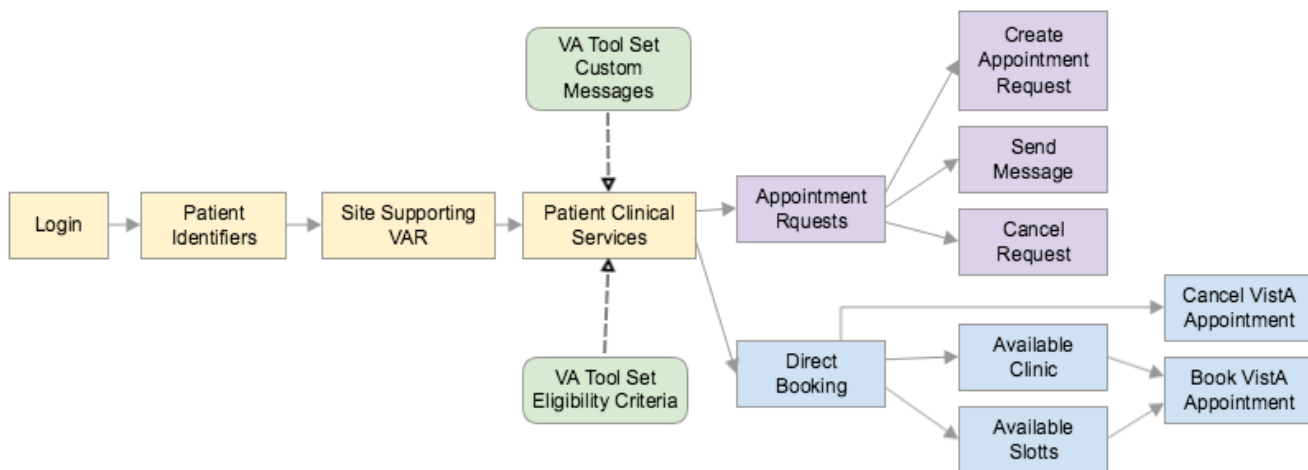 VA Tool Set
Custom
Messages
Create
Appointment
Request
Send
Message
Login
Patient
Identifiers
Site Supporting
VAR
Patient Clinical
Services
Appointment
Rquests
Cancel
Request
Cancel VistA
Appointment
VA Tool Set
Eligibility Criteria
Direct
Booking
Available
Clinic
Book VistA
Appointment
Available
Slotts